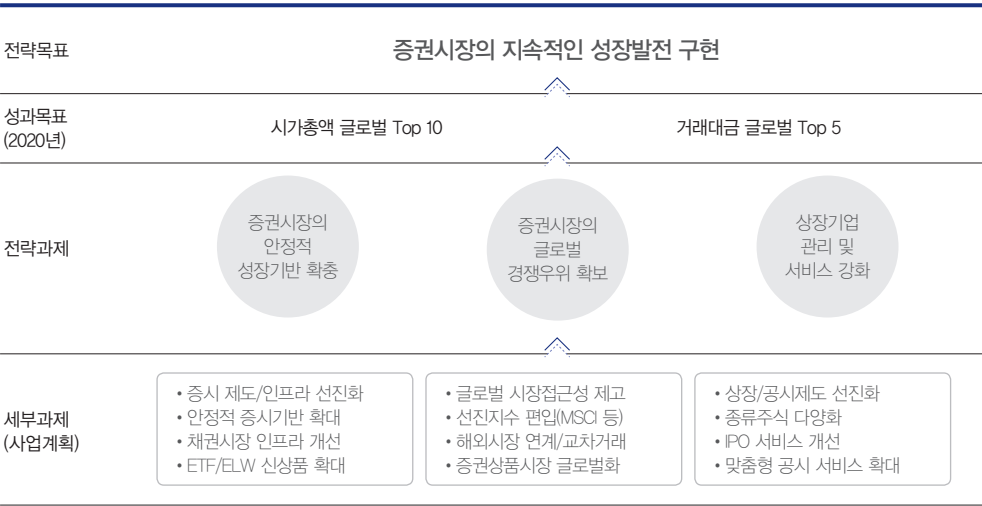 전략목표
증권시장의 지속적인 성장발전 구현
성과목표
(2020년)
시가총액 글로벌 Top 10
거래대금 글로벌 Top 5
전략과제
증권시장의
안정적
성장기반 확충
증권시장의
글로벌
경쟁우위 확보
상장기업
관리 및
서비스 강화
세부과제
(사업계획)
• 증시 제도/인프라 선진화
• 안정적 증시기반 확대
• 채권시장 인프라 개선
• ETF/ELW 신상품 확대
• 글로벌 시장접근성 제고
• 선진지수 편입(MSCI 등)
• 해외시장 연계/교차거래
• 증권상품시장 글로벌화
• 상장/공시제도 선진화
• 종류주식 다양화
• IPO 서비스 개선
• 맞춤형 공시 서비스 확대